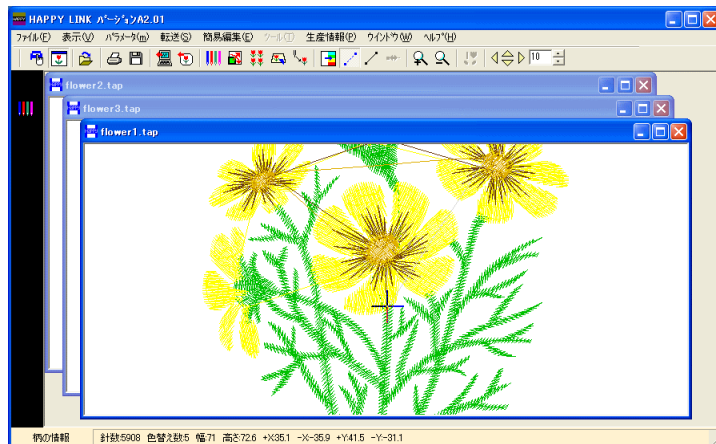 HAPPY LINK バージョンA2.01
ファイル(F) 表示(V) パラメータ(m) 転送(S) 簡易編集(E) ツール(T) 生産情報(P) ウインドウ(W) ヘルプ(H)
10
flower2.tap
flower3.tap
flower1.tap
柄の情報 針数:5908 色替え数:5 幅:71 高さ:72.6 +X:35.1 -X:-35.9 +Y:41.5 -Y:-31.1